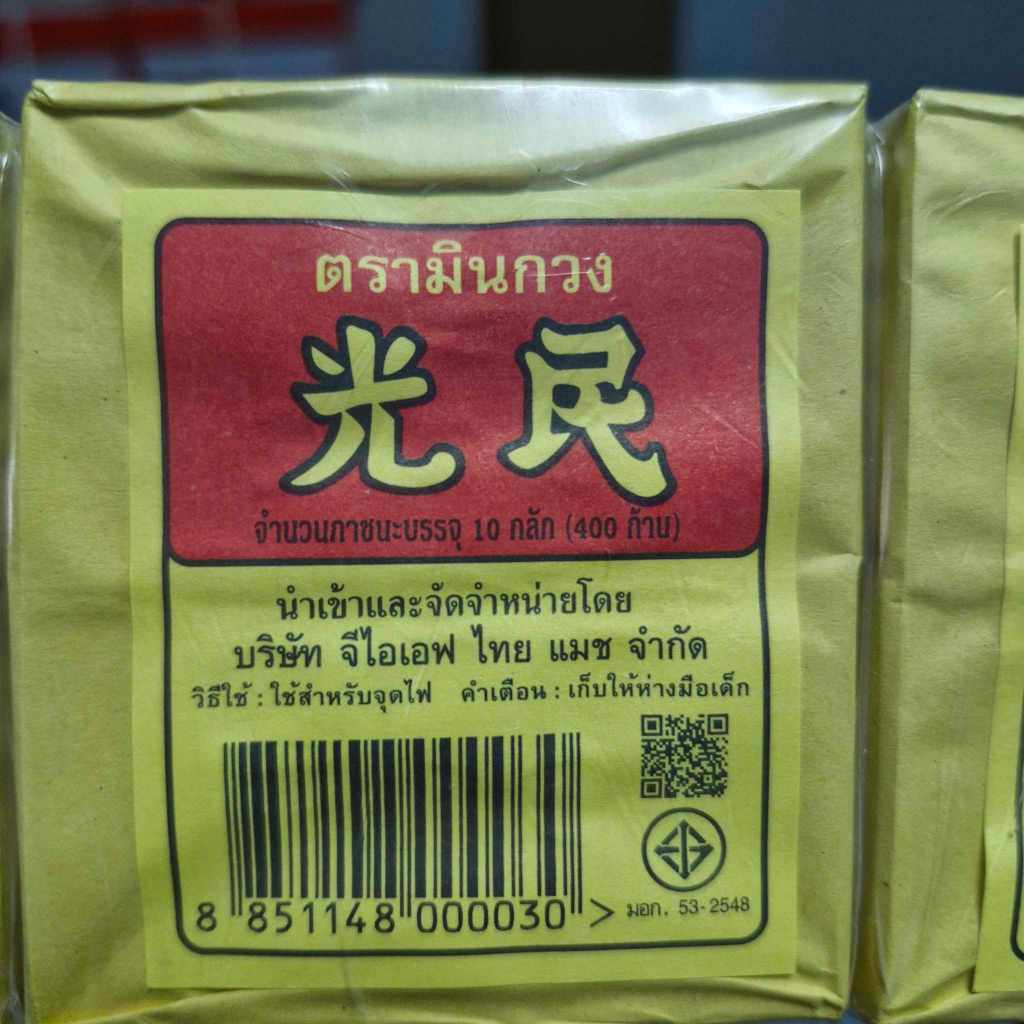 ตรามินกวง
光民
จำนวนภาชนะบรรจุ 10 กลัก (400 ก้าน)
นำเข้าและจัดจำหน่ายโดย
บริษัท จีไอเอฟ ไทย แมช จำกัด
วิธีใช้ : ใช้สำหรับจุดไฟ คำเตือน : เก็บให้ห่างมือเด็ก
8 851148 000030 >
มอก. 53-2548